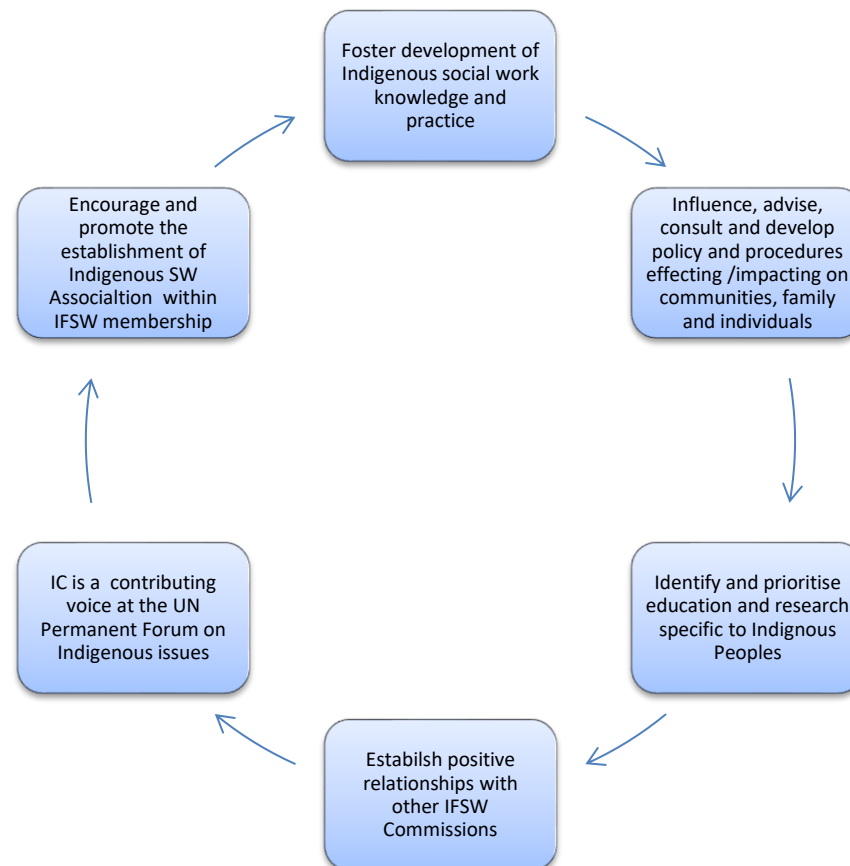 Foster development of
Indigenous social work
knowledge and
practice
Influence, advise,
consult and develop
policy and procedures
effecting /impacting on
communities, family
and individuals
Identify and prioritise
education and research
specific to Indignous
Peoples
Estabilsh positive
relationships with
other IFSW
Commissions
IC is a contributing
voice at the UN
Permanent Forum on
Indigenous issues
Encourage and
promote the
establishment of
Indigenous SW
Associaltion within
IFSW membership